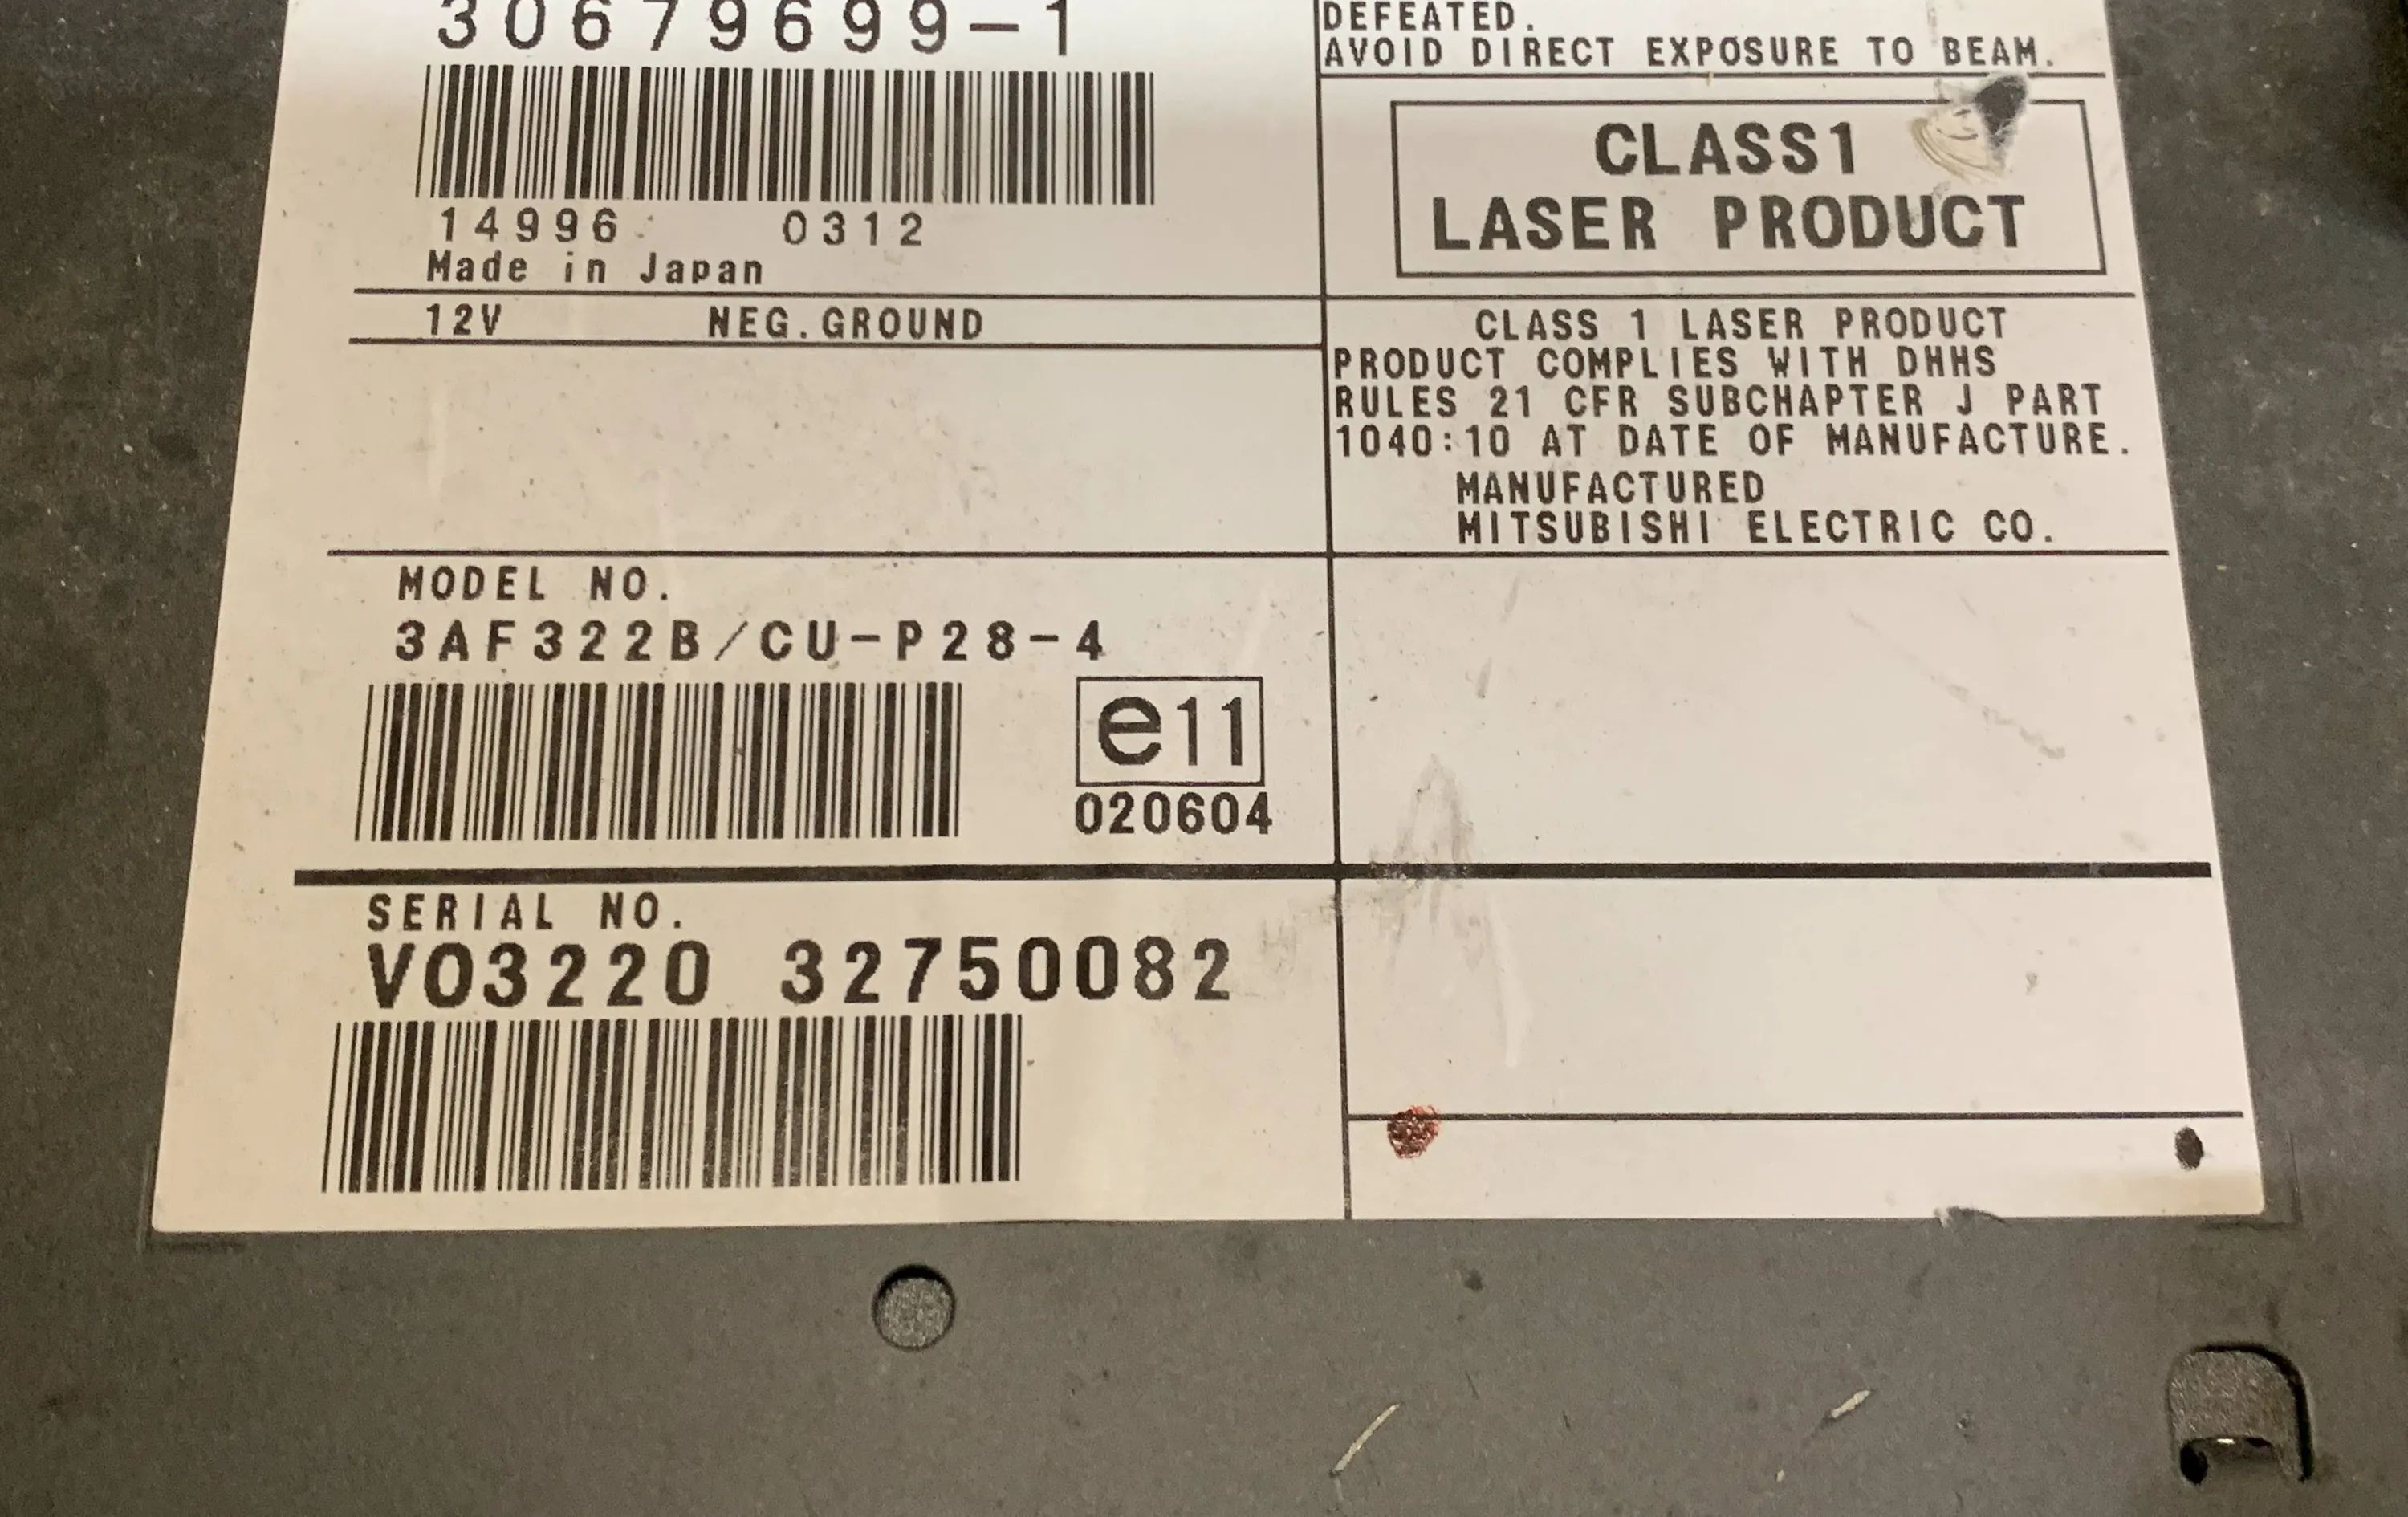 30679699-1
14996 0312
Made in Japan
12V NEG.GROUND
MODEL NO.
3AF322B/CU-P28-4
e11
020604
SERIAL NO.
V03220 32750082
DEFEATED.
AVOID DIRECT EXPOSURE TO BEAM.
CLASS1
LASER PRODUCT
CLASS 1 LASER PRODUCT
PRODUCT COMPLIES WITH DHHS
RULES 21 CFR SUBCHAPTER J PART
1040:10 AT DATE OF MANUFACTURE.
MANUFACTURED
MITSUBISHI ELECTRIC CO.